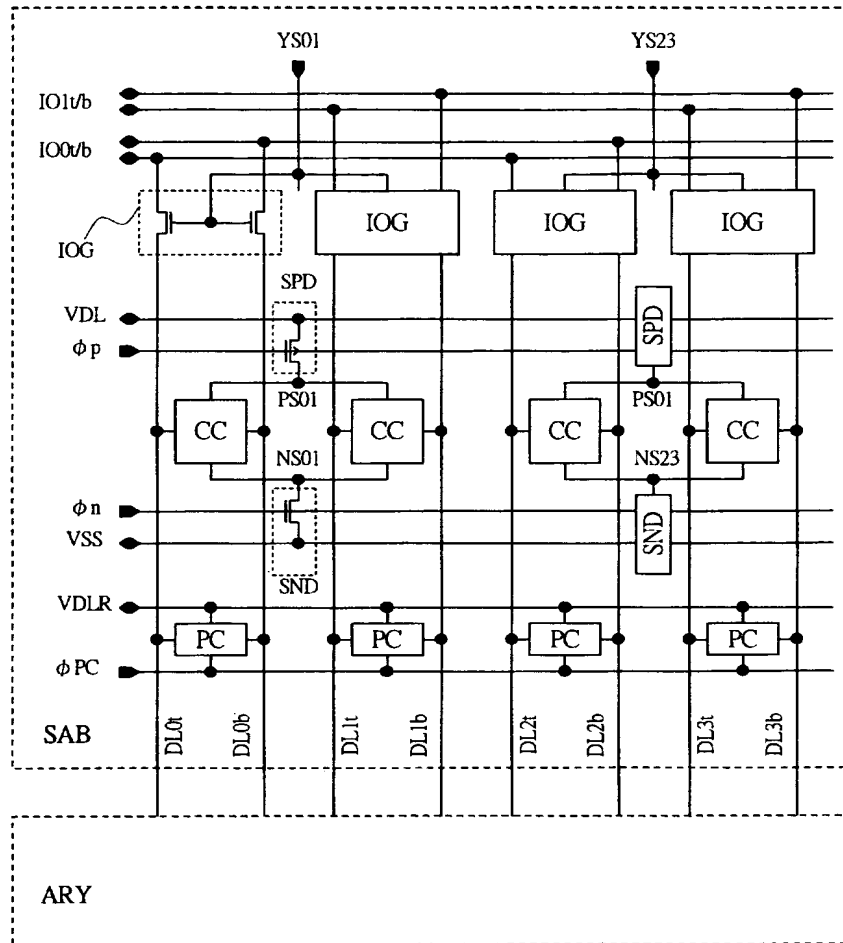 YS01 YS23
IO1t/b
IO0t/b
IOG IOG IOG
IOG
SPD
VDL SPD
φp
PS01 PS01
CC CC CC CC
NS01 NS23
φn
VSS SND
SND
VDLR
PC PC PC PC
φPC
DL0t DL0b DL1t DL1b DL2t DL2b DL3t DL3b
SAB
ARY